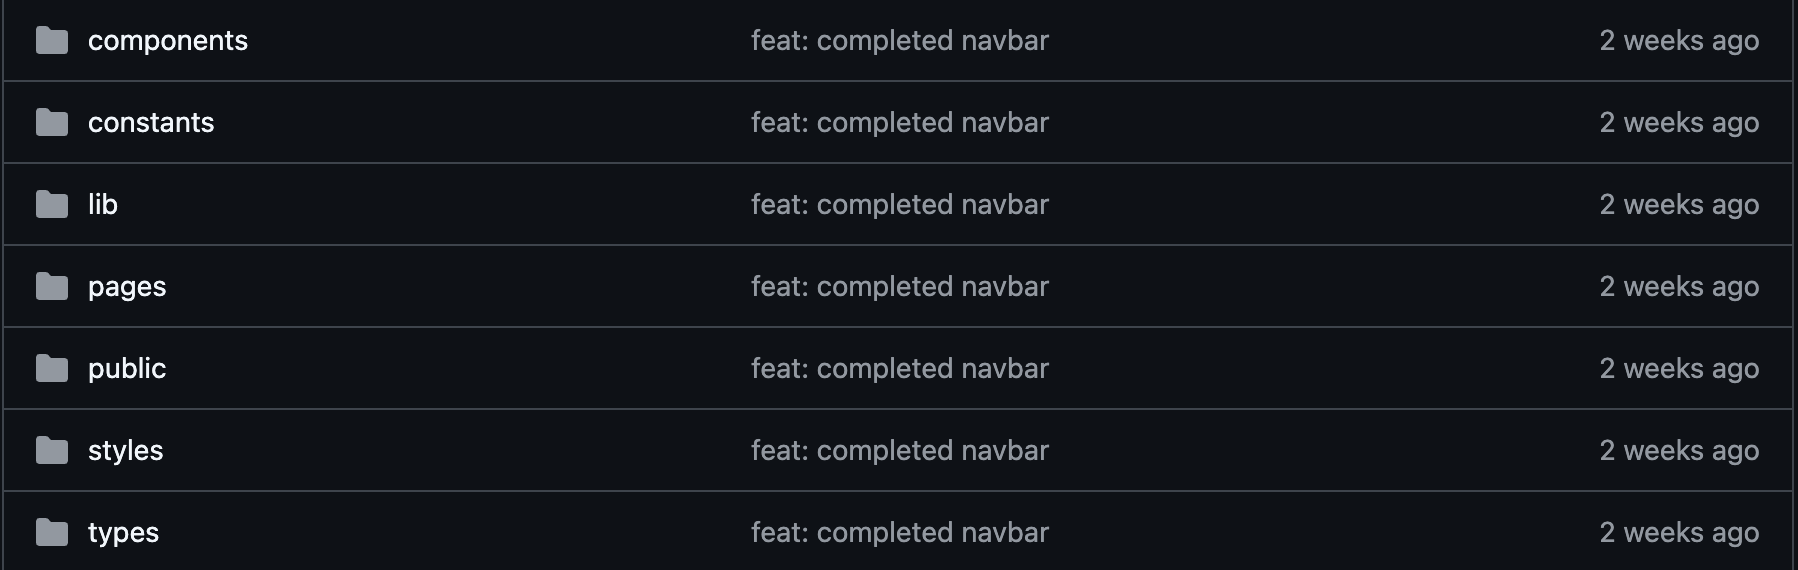 components feat: completed navbar 2 weeks ago
constants feat: completed navbar 2 weeks ago
lib feat: completed navbar 2 weeks ago
pages feat: completed navbar 2 weeks ago
public feat: completed navbar 2 weeks ago
styles feat: completed navbar 2 weeks ago
types feat: completed navbar 2 weeks ago